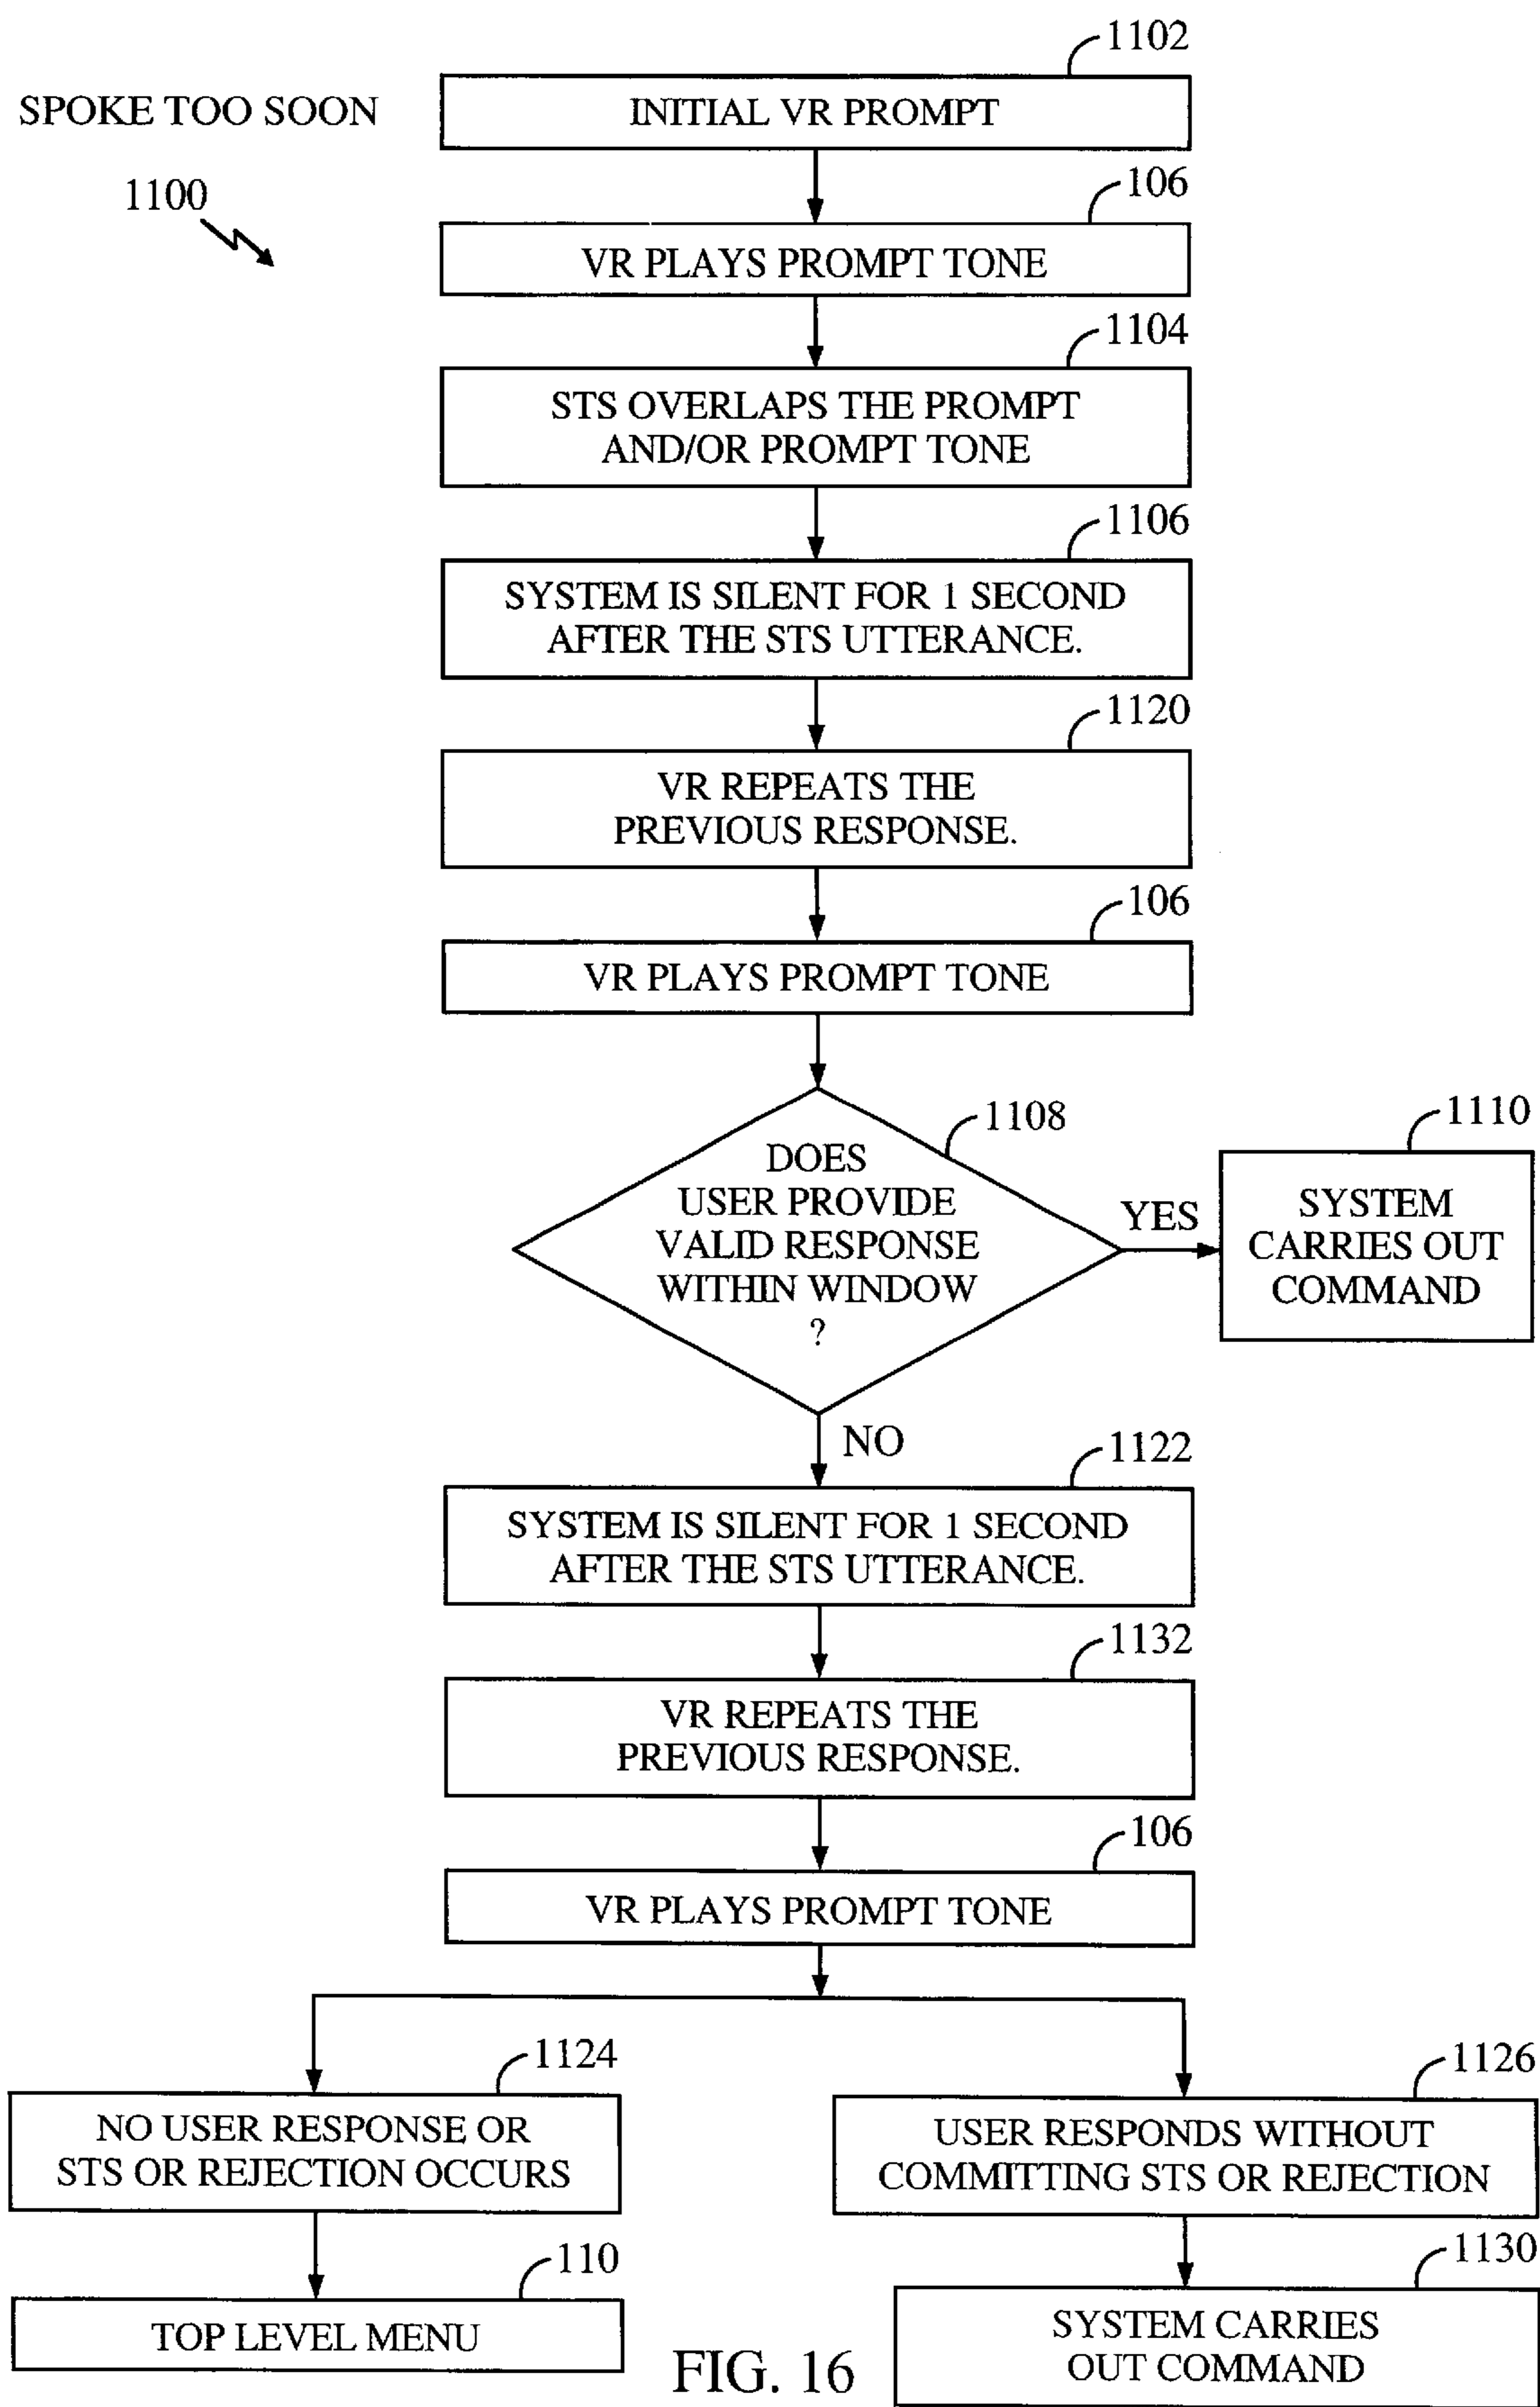 1102
SPOKE TOO SOON
INITIAL VR PROMPT
1100
106
VR PLAYS PROMPT TONE
1104
STS OVERLAPS THE PROMPT
AND/OR PROMPT TONE
1106
SYSTEM IS SILENT FOR 1 SECOND
AFTER THE STS UTTERANCE.
1120
VR REPEATS THE
PREVIOUS RESPONSE.
106
VR PLAYS PROMPT TONE
1108
DOES
USER PROVIDE
VALID RESPONSE
WITHIN WINDOW
?
YES
1110
SYSTEM
CARRIES OUT
COMMAND
NO
1122
SYSTEM IS SILENT FOR 1 SECOND
AFTER THE STS UTTERANCE.
1132
VR REPEATS THE
PREVIOUS RESPONSE.
106
VR PLAYS PROMPT TONE
1124
NO USER RESPONSE OR
STS OR REJECTION OCCURS
1126
USER RESPONDS WITHOUT
COMMITTING STS OR REJECTION
110
TOP LEVEL MENU
1130
SYSTEM CARRIES
OUT COMMAND
FIG. 16